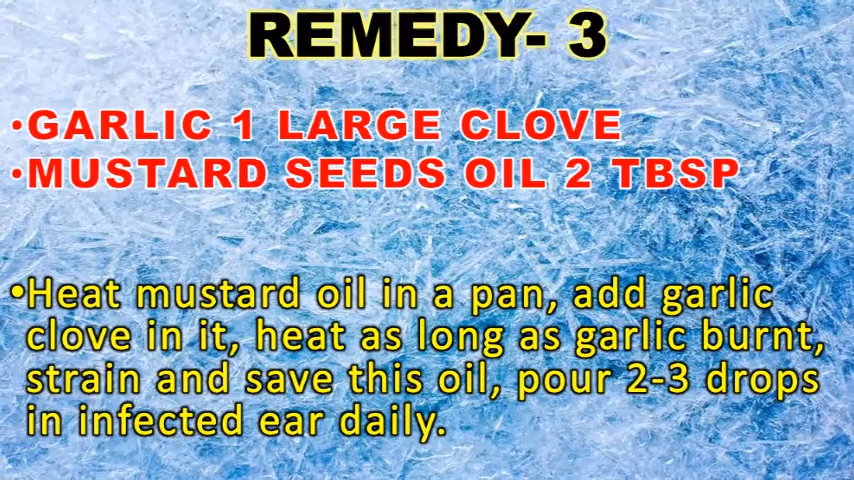 REMEDY- 3
•GARLIC 1 LARGE CLOVE
•MUSTARD SEEDS OIL 2 TBSP
•Heat mustard oil in a pan, add garlic
clove in it, heat as long as garlic burnt,
strain and save this oil, pour 2-3 drops
in infected ear daily.